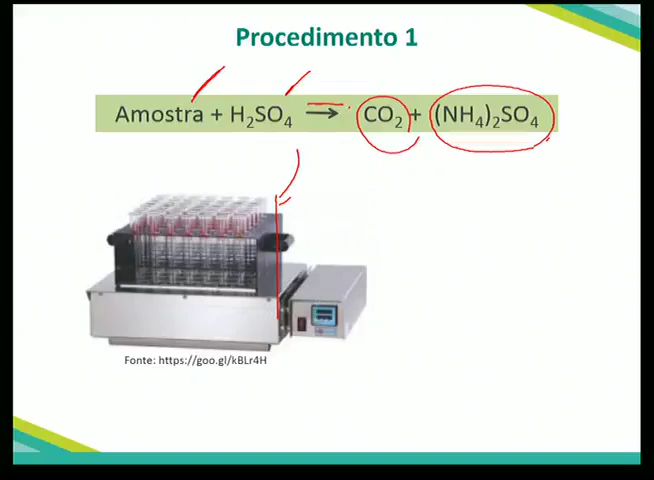 Procedimento 1
Amostra + H₂SO₄ → CO₂ + (NH₄)₂SO₄
Fonte: https://goo.gl/kBLr4H